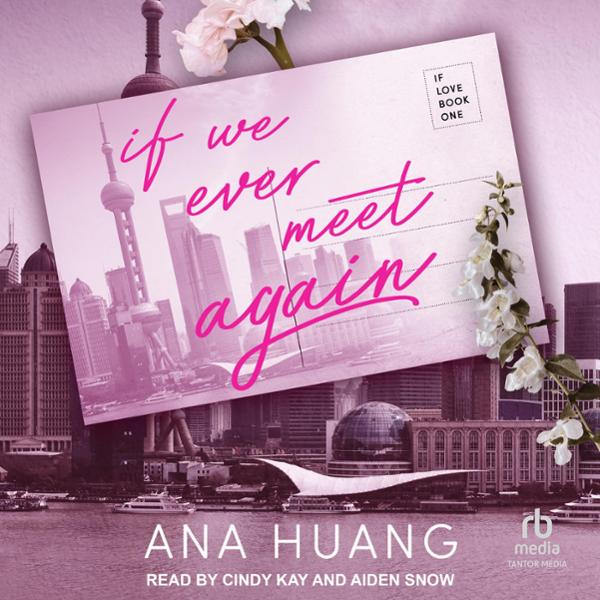 IF
LOVE
BOOK
ONE
if we
ever
meet
again
ANA HUANG
READ BY CINDY KAY AND AIDEN SNOW
rb
media
TANTOR MEDIA